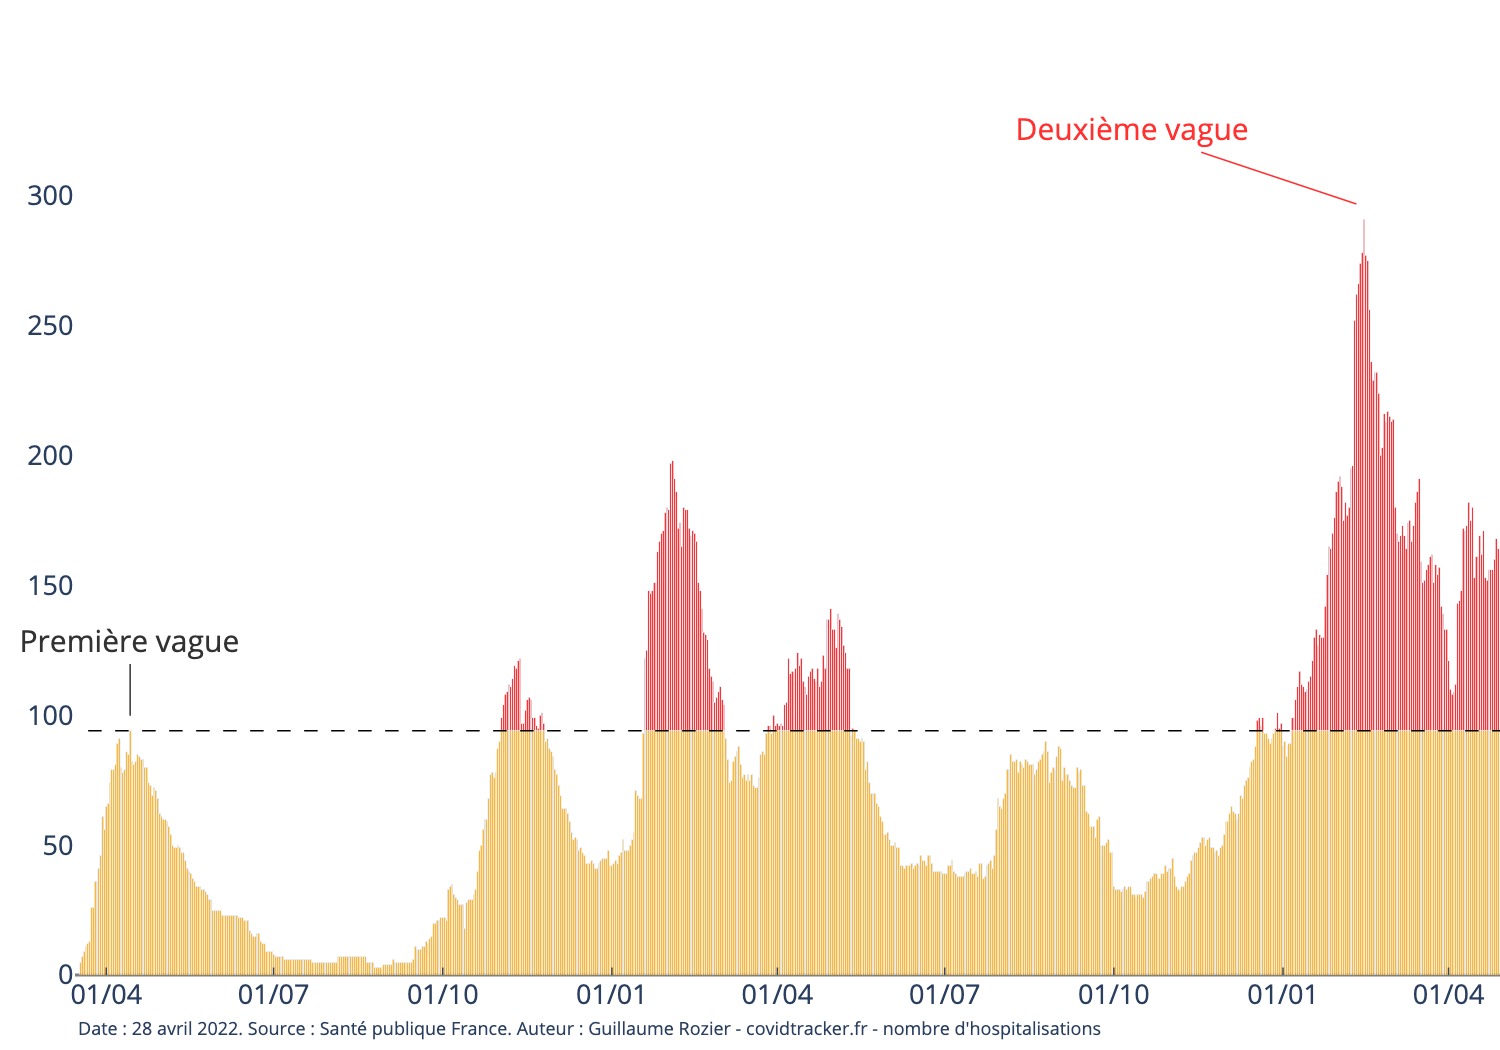 Deuxième vague
300
250
200
150
Première vague
100
50
0
01/04 01/07 01/10 01/01 01/04 01/07 01/10 01/01 01/04
Date : 28 avril 2022. Source : Santé publique France. Auteur : Guillaume Rozier - covidtracker.fr - nombre d'hospitalisations